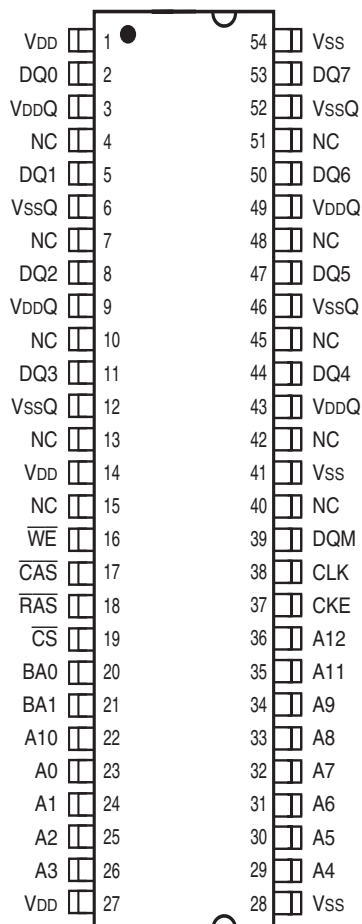 VDD 1 54 VSS
DQ0 2 53 DQ7
VDDQ 3 52 VSSQ
NC 4 51 NC
DQ1 5 50 DQ6
VSSQ 6 49 VDDQ
NC 7 48 NC
DQ2 8 47 DQ5
VDDQ 9 46 VSSQ
NC 10 45 NC
DQ3 11 44 DQ4
VSSQ 12 43 VDDQ
NC 13 42 NC
VDD 14 41 VSS
NC 15 40 NC
W̅E̅ 16 39 DQM
C̅A̅S̅ 17 38 CLK
R̅A̅S̅ 18 37 CKE
C̅S̅ 19 36 A12
BA0 20 35 A11
BA1 21 34 A9
A10 22 33 A8
A0 23 32 A7
A1 24 31 A6
A2 25 30 A5
A3 26 29 A4
VDD 27 28 VSS